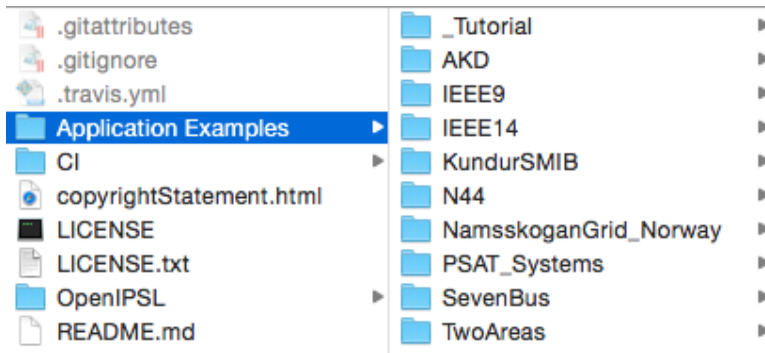 .gitattributes
.gitignore
.travis.yml
Application Examples
CI
copyrightStatement.html
LICENSE
LICENSE.txt
OpenIPSL
README.md
_Tutorial
AKD
IEEE9
IEEE14
KundurSMIB
N44
NamsskoganGrid_Norway
PSAT_Systems
SevenBus
TwoAreas